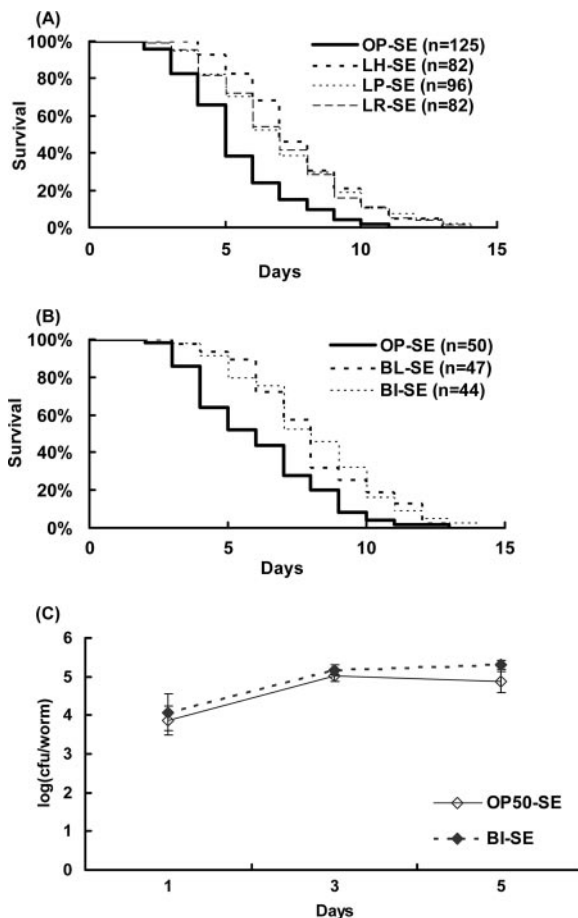 (A)
100%
80%
60%
40%
20%
0%
Survival
OP-SE (n=125)
LH-SE (n=82)
LP-SE (n=96)
LR-SE (n=82)
0 5 10 15
Days
(B)
100%
80%
60%
40%
20%
0%
Survival
OP-SE (n=50)
BL-SE (n=47)
BI-SE (n=44)
0 5 10 15
Days
(C)
6
5
4
3
2
1
0
log(cfu/worm)
OP50-SE
BI-SE
1 3 5
Days